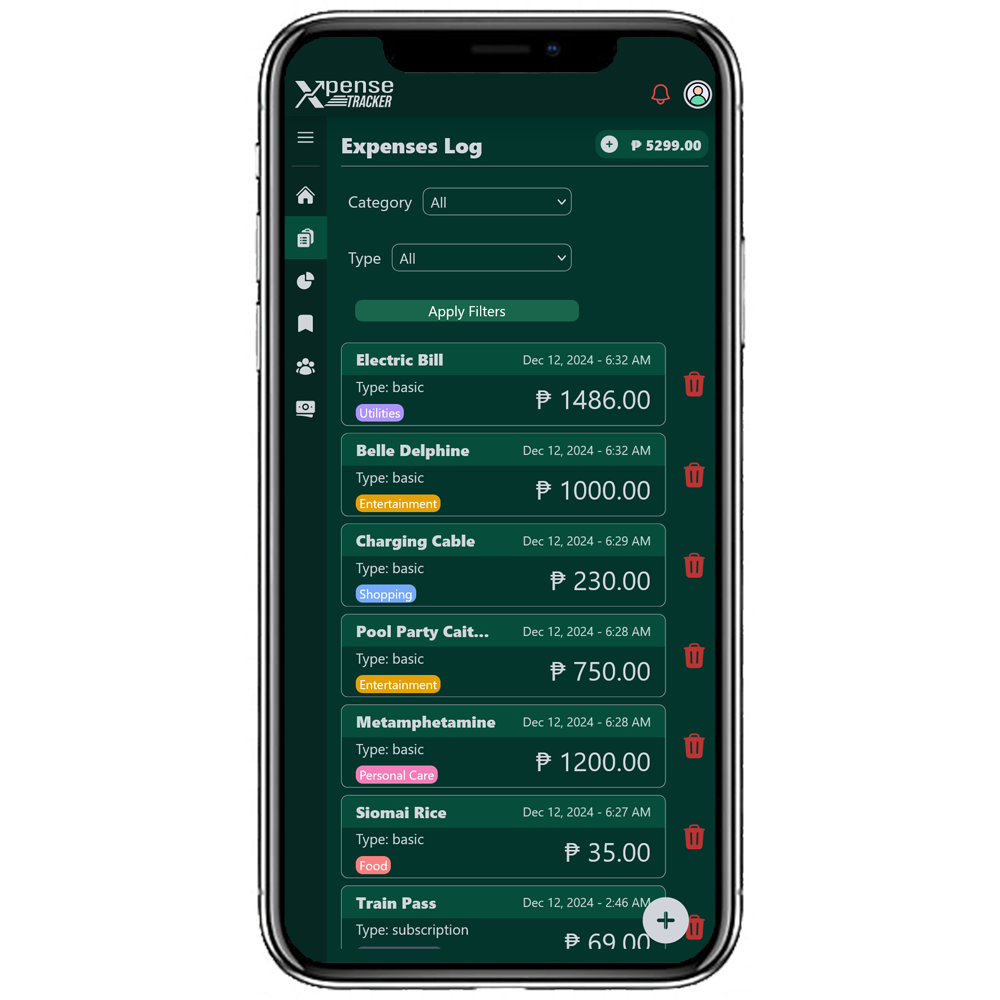 Xpense
TRACKER
Expenses Log
₱ 5299.00
Category All
Type All
Apply Filters
Electric Bill Dec 12, 2024 - 6:32 AM
Type: basic
₱ 1486.00
Utilities
Belle Delphine Dec 12, 2024 - 6:32 AM
Type: basic
₱ 1000.00
Entertainment
Charging Cable Dec 12, 2024 - 6:29 AM
Type: basic
₱ 230.00
Shopping
Pool Party Cait... Dec 12, 2024 - 6:28 AM
Type: basic
₱ 750.00
Entertainment
Metamphetamine Dec 12, 2024 - 6:28 AM
Type: basic
₱ 1200.00
Personal Care
Siomai Rice Dec 12, 2024 - 6:27 AM
Type: basic
₱ 35.00
Food
Train Pass Dec 12, 2024 - 2:46 AM
Type: subscription
₱ 69.00